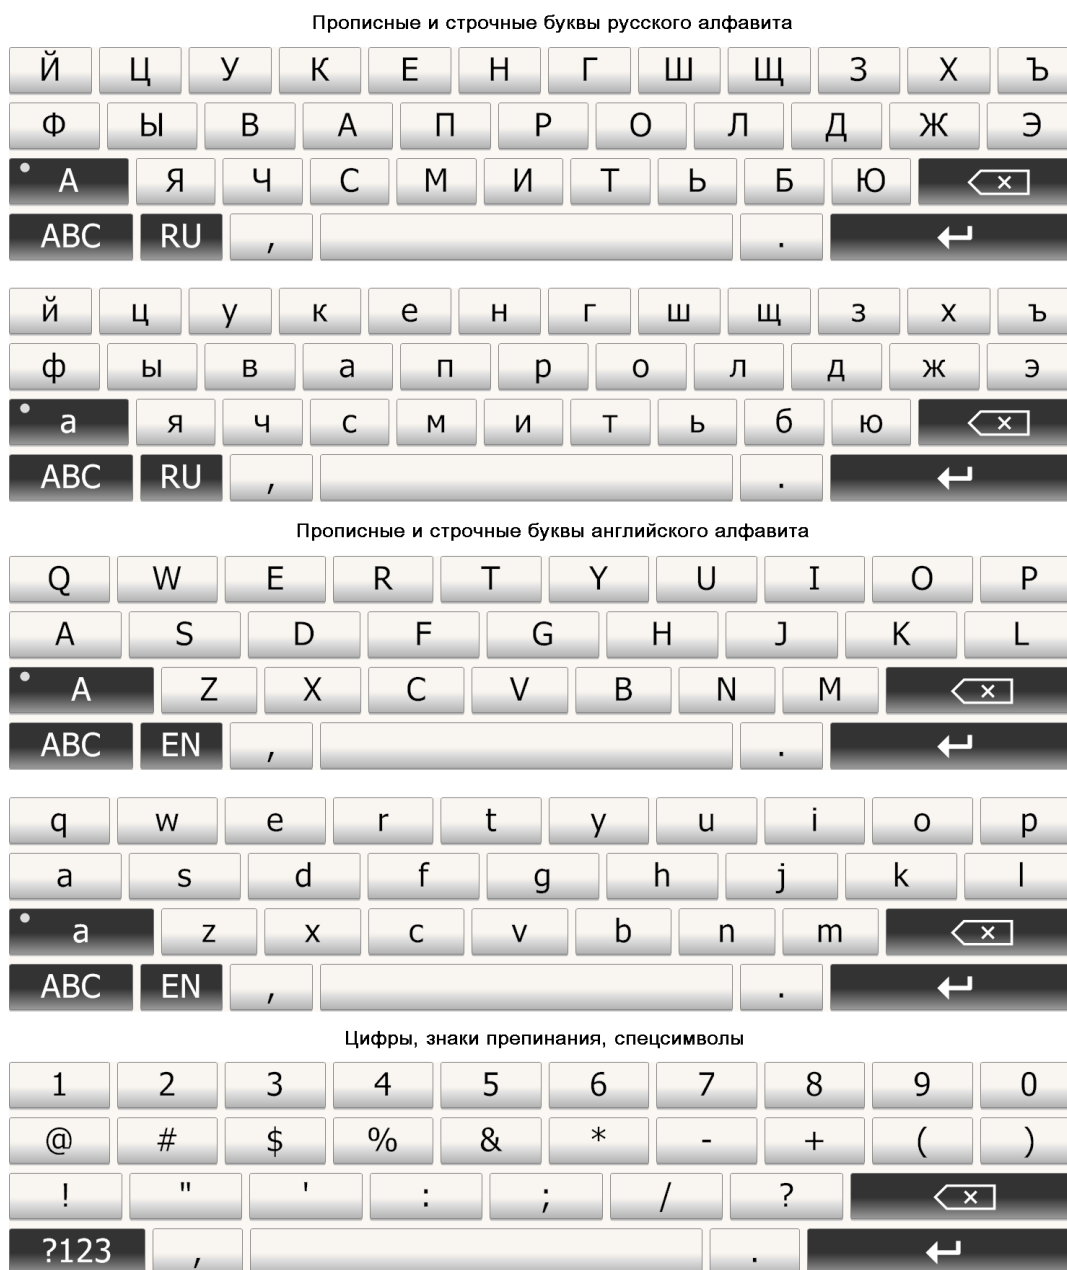 Прописные и строчные буквы русского алфавита
Й Ц У К Е Н Г Ш Щ З Х Ъ
Ф Ы В А П Р О Л Д Ж Э
А Я Ч С М И Т Ь Б Ю
ABC RU , .
й ц у к е н г ш щ з х ъ
ф ы в а п р о л д ж э
а я ч с м и т ь б ю
ABC RU , .
Прописные и строчные буквы английского алфавита
Q W E R T Y U I O P
A S D F G H J K L
A Z X C V B N M
ABC EN , .
q w e r t y u i o p
a s d f g h j k l
a z x c v b n m
ABC EN , .
Цифры, знаки препинания, спецсимволы
1 2 3 4 5 6 7 8 9 0
@ # $ % & * - + ( )
! " ' : ; / ?
?123 , .